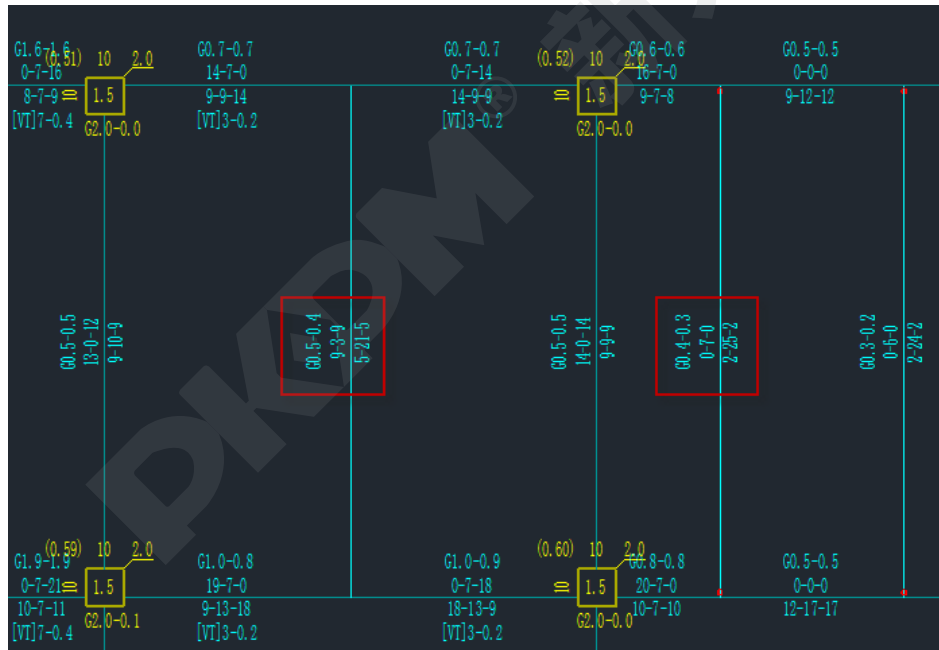 G1.6-1.6
(0.51)
10
2.0
G0.7-0.7
G0.7-0.7
(0.52)
10
2.0
G0.6-0.6
G0.5-0.5
0-7-16
14-7-0
0-7-14
16-7-0
0-0-0
8-7-9
10
1.5
9-9-14
14-9-9
10
1.5
9-7-8
9-12-12
[VT]7-0.4
G2.0-0.0
[VT]3-0.2
[VT]3-0.2
G2.0-0.0
PKPM® 新
G0.5-0.5
13-0-12
9-10-9
G0.5-0.4
9-3-9
5-21-5
G0.5-0.5
14-0-14
9-9-9
G0.4-0.3
0-7-0
2-25-2
G0.3-0.2
0-6-0
2-24-2
G1.9-1.9
(0.59)
10
2.0
G1.0-0.8
G1.0-0.9
(0.60)
10
2.0
G0.8-0.8
G0.5-0.5
0-7-21
19-7-0
0-7-18
20-7-0
0-0-0
10-7-11
10
1.5
9-13-18
18-13-9
10
1.5
10-7-10
12-17-17
[VT]7-0.4
G2.0-0.1
[VT]3-0.2
[VT]3-0.2
G2.0-0.0